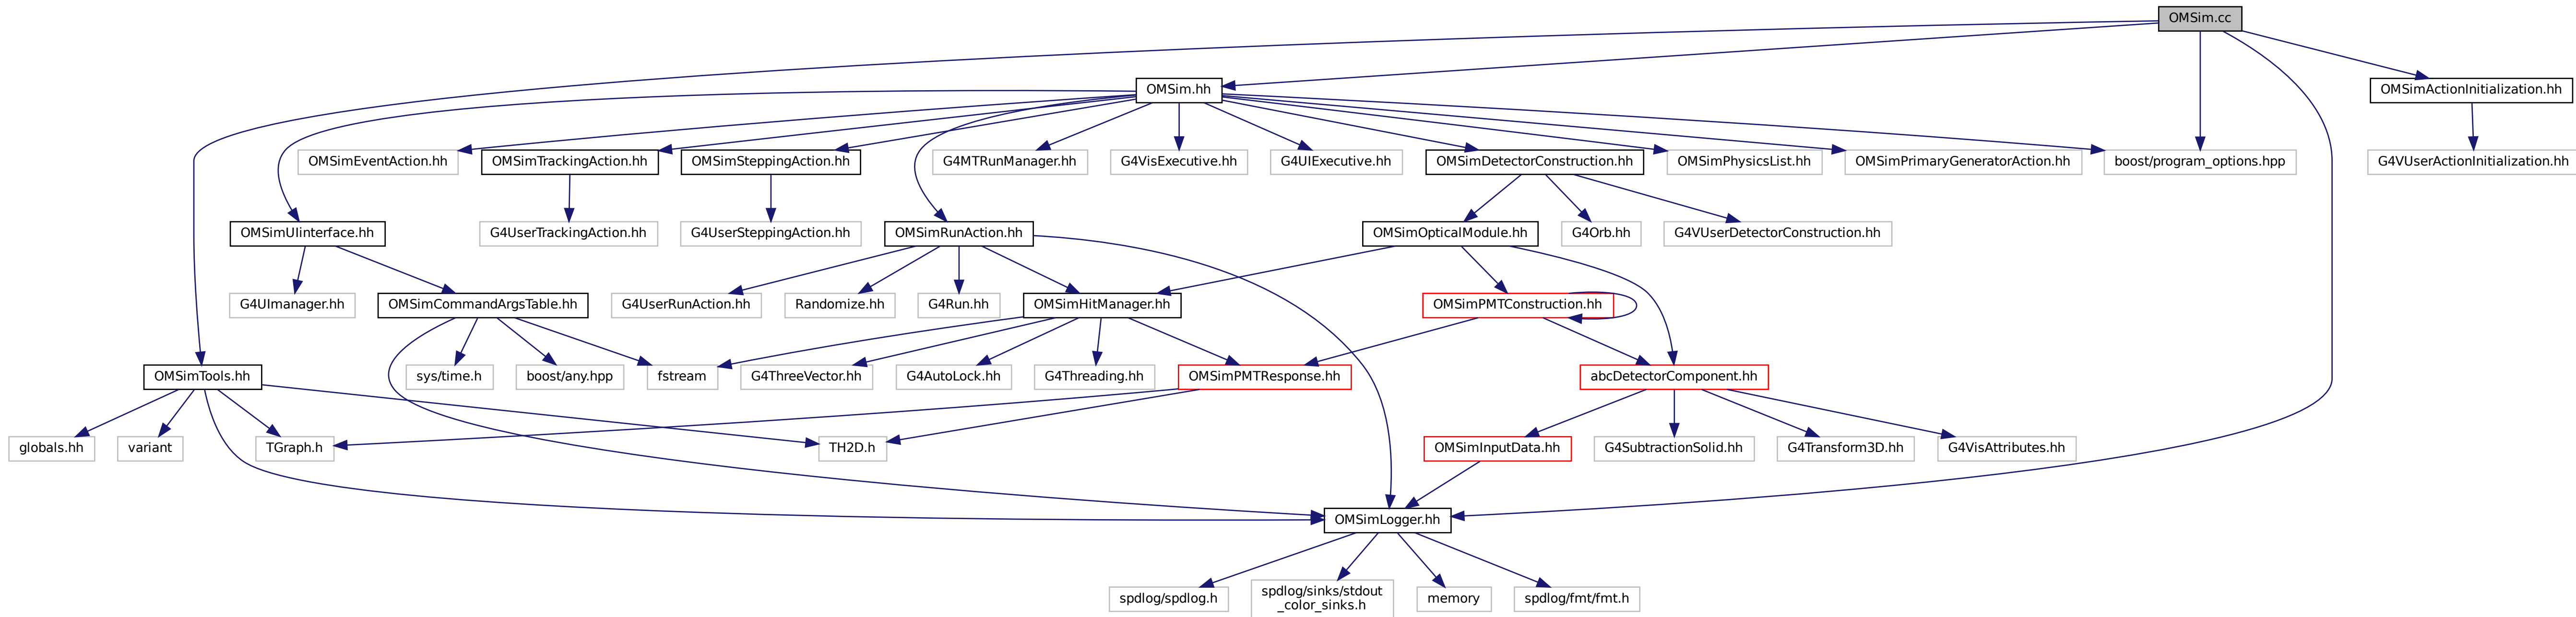 OMSim.cc
OMSim.hh
OMSimActionInitialization.hh
OMSimEventAction.hh
OMSimTrackingAction.hh
OMSimSteppingAction.hh
G4MTRunManager.hh
G4VisExecutive.hh
G4UIExecutive.hh
OMSimDetectorConstruction.hh
OMSimPhysicsList.hh
OMSimPrimaryGeneratorAction.hh
boost/program_options.hpp
G4VUserActionInitialization.hh
OMSimUIinterface.hh
G4UserTrackingAction.hh
G4UserSteppingAction.hh
OMSimRunAction.hh
OMSimOpticalModule.hh
G4Orb.hh
G4VUserDetectorConstruction.hh
G4UImanager.hh
OMSimCommandArgsTable.hh
G4UserRunAction.hh
Randomize.hh
G4Run.hh
OMSimHitManager.hh
OMSimPMTConstruction.hh
OMSimTools.hh
sys/time.h
boost/any.hpp
fstream
G4ThreeVector.hh
G4AutoLock.hh
G4Threading.hh
OMSimPMTResponse.hh
abcDetectorComponent.hh
globals.hh
variant
TGraph.h
TH2D.h
OMSimInputData.hh
G4SubtractionSolid.hh
G4Transform3D.hh
G4VisAttributes.hh
OMSimLogger.hh
spdlog/spdlog.h
spdlog/sinks/stdout
_color_sinks.h
memory
spdlog/fmt/fmt.h